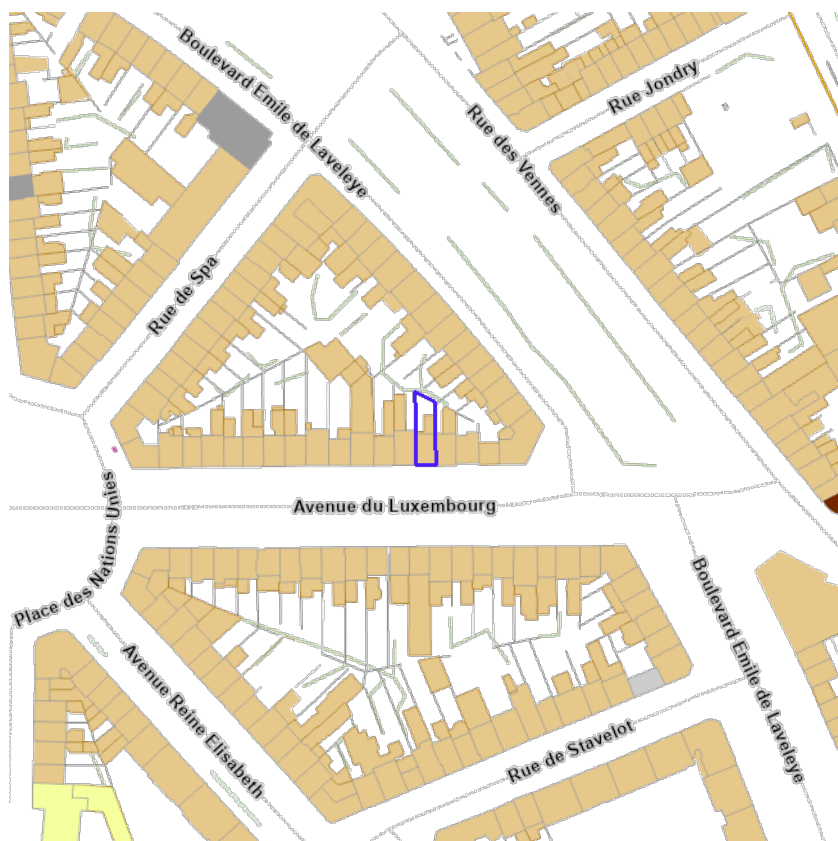 Boulevard Emile de Laveleye
Rue Jondry
Rue des Vennes
Rue de Spa
Avenue du Luxembourg
Place des Nations Unies
Boulevard Emile de Laveleye
Avenue Reine Elisabeth
Rue de Stavelot